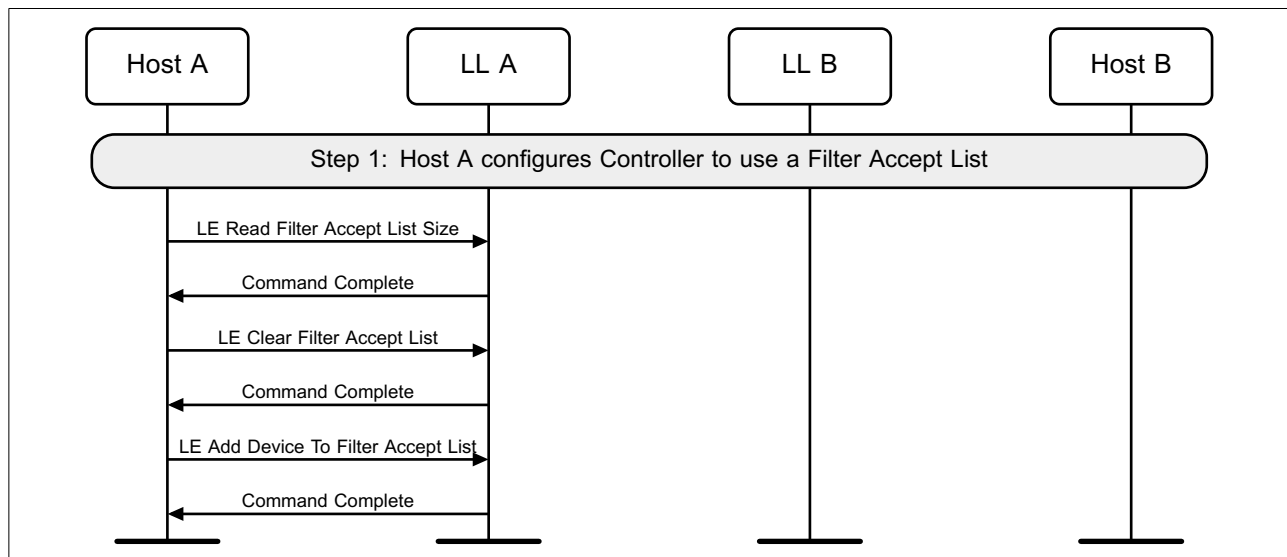 Host A
LL A
LL B
Host B
Step 1: Host A configures Controller to use a Filter Accept List
LE Read Filter Accept List Size
Command Complete
LE Clear Filter Accept List
Command Complete
LE Add Device To Filter Accept List
Command Complete